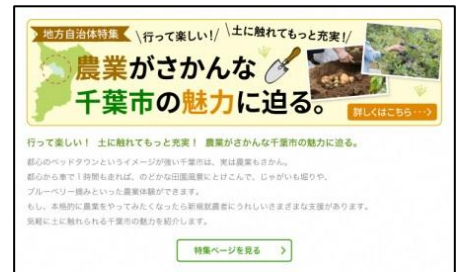 地方自治体特集
行って楽しい!
土に触れてもっと充実!
農業がさかんな
千葉市の魅力に迫る。
詳しくはこちら・・・>
行って楽しい! 土に触れてもっと充実! 農業がさかんな千葉市の魅力に迫る。
都心のベッドタウンというイメージが強い千葉市は、実は農業もさかん。
都心から車で1時間も走れば、のどかな田園風景にとけこんで、じゃがいも堀りや、
ブルーベリー摘みといった農業体験ができます。
もし、本格的に農業をやってみたくなったら新規就農者にうれしいさまざまな支援があります。
気軽に土に触れられる千葉市の魅力を紹介します。
特集ページを見る >